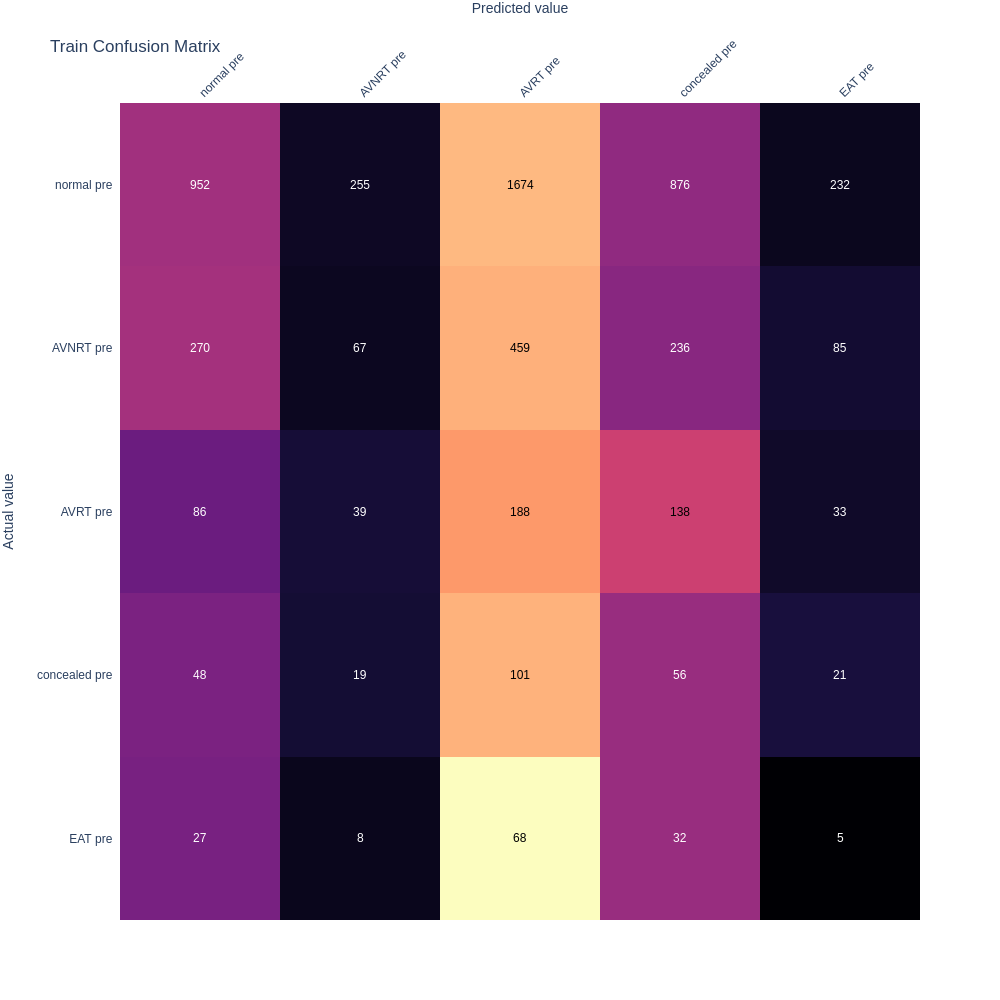 Predicted value
Train Confusion Matrix
normal pre
AVNRT pre
AVRT pre
concealed pre
EAT pre
Actual value
normal pre 952 255 1674 876 232
AVNRT pre 270 67 459 236 85
AVRT pre 86 39 188 138 33
concealed pre 48 19 101 56 21
EAT pre 27 8 68 32 5